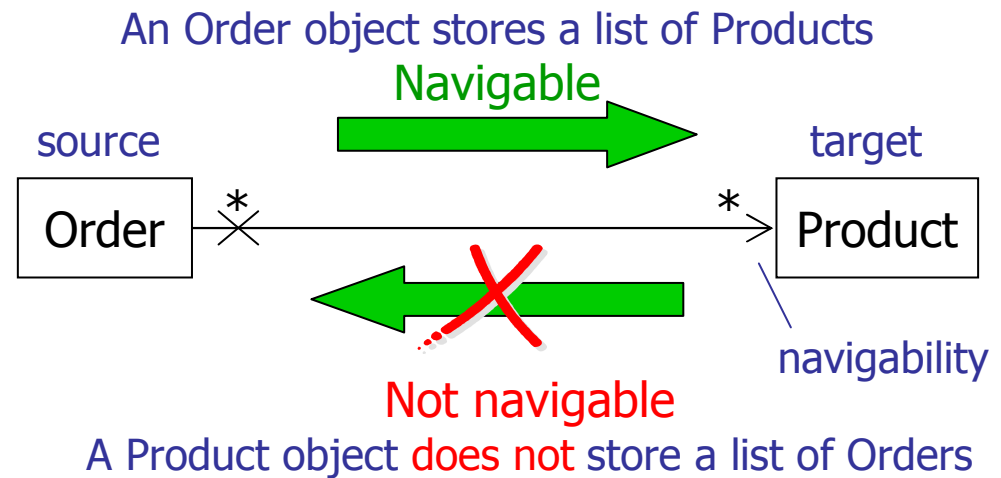 An Order object stores a list of Products
Navigable
source
target
Order
*
*
Product
navigability
Not navigable
A Product object does not store a list of Orders